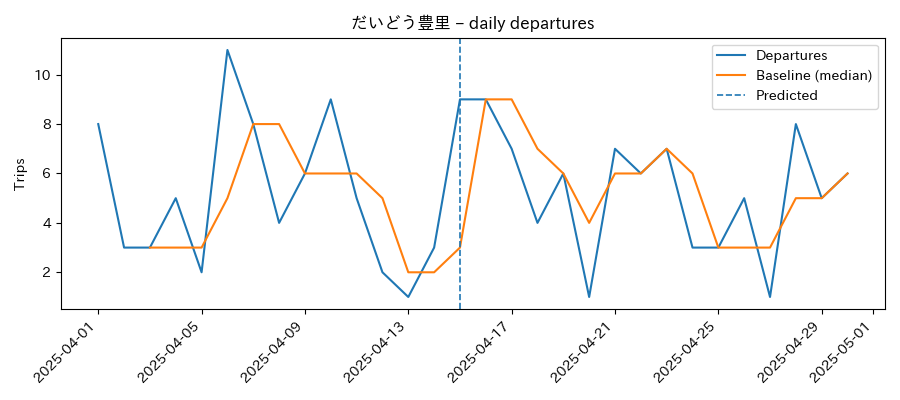 だいどう豊里 – daily departures
Departures
Baseline (median)
Predicted
Trips
10
8
6
4
2
2025-04-01
2025-04-05
2025-04-09
2025-04-13
2025-04-17
2025-04-21
2025-04-25
2025-04-29
2025-05-01